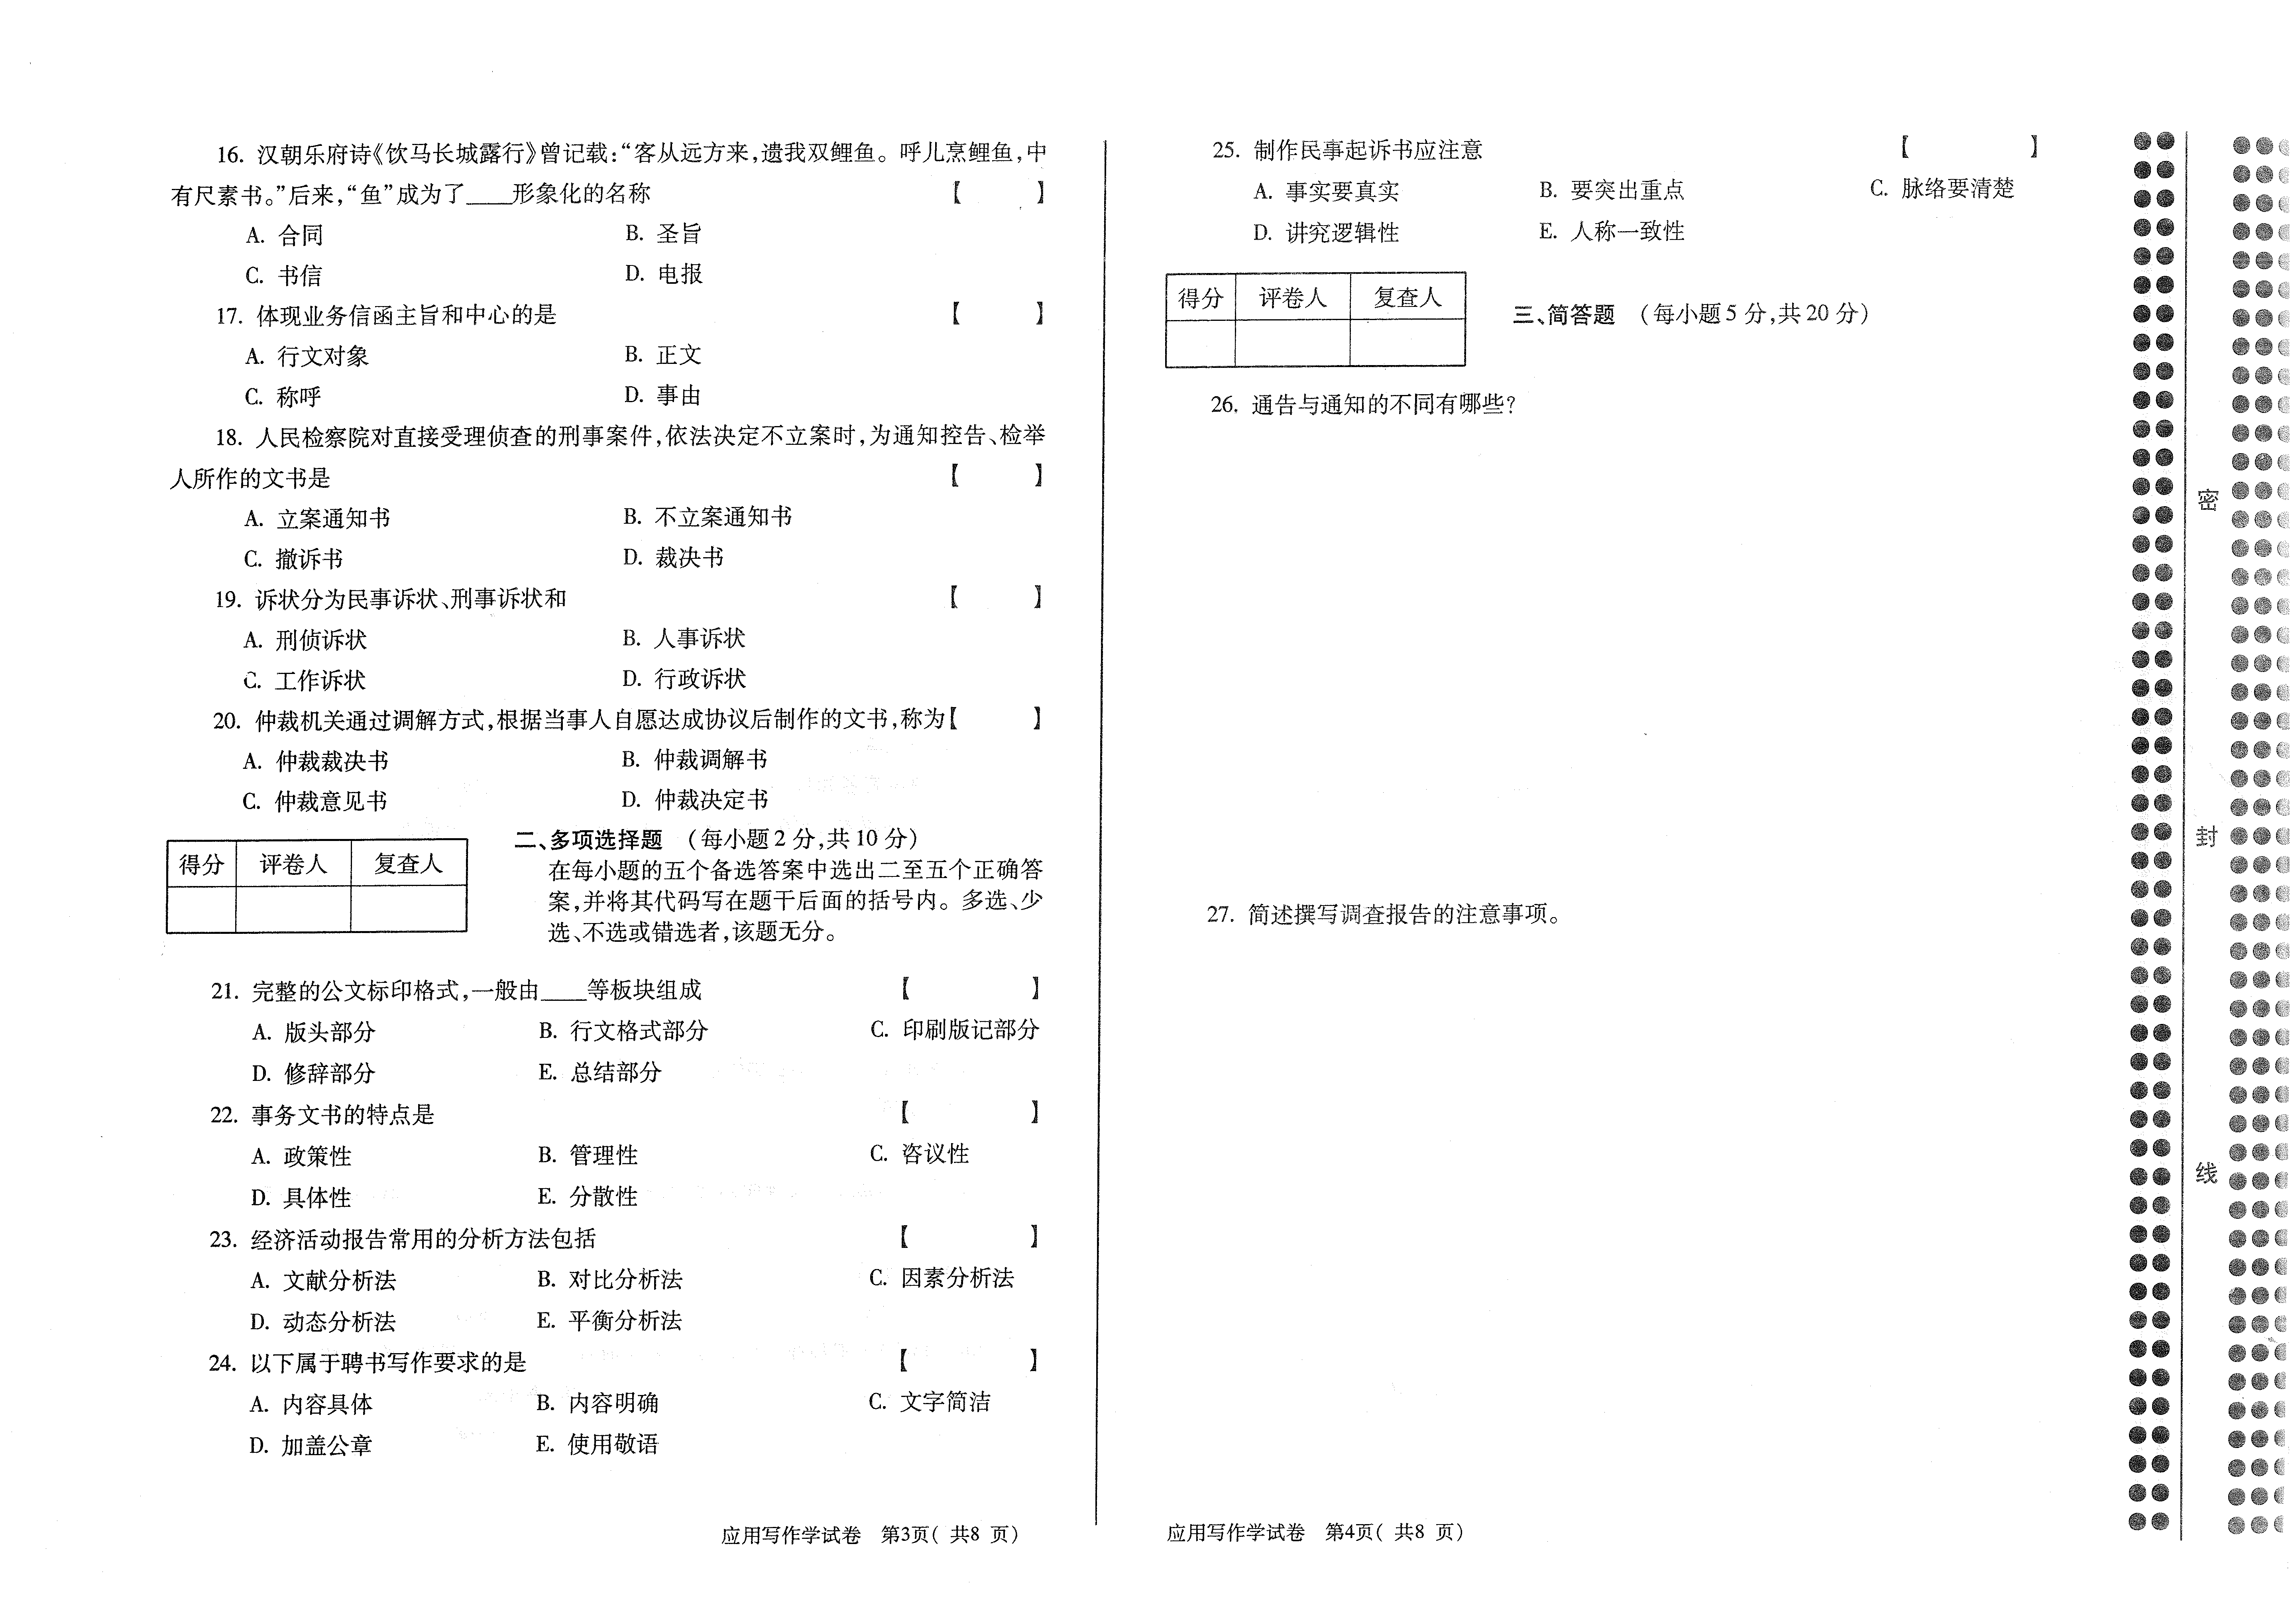 16. 汉朝乐府诗《饮马长城露行》曾记载:“客从远方来,遗我双鲤鱼。呼儿烹鲤鱼,中
有尺素书。”后来,“鱼”成为了____形象化的名称 【 】
A. 合同 B. 圣旨
C. 书信 D. 电报
17. 体现业务信函主旨和中心的是 【 】
A. 行文对象 B. 正文
C. 称呼 D. 事由
18. 人民检察院对直接受理侦查的刑事案件,依法决定不立案时,为通知控告、检举
人所作的文书是 【 】
A. 立案通知书 B. 不立案通知书
C. 撤诉书 D. 裁决书
19. 诉状分为民事诉状、刑事诉状和 【 】
A. 刑侦诉状 B. 人事诉状
C. 工作诉状 D. 行政诉状
20. 仲裁机关通过调解方式,根据当事人自愿达成协议后制作的文书,称为【 】
A. 仲裁裁决书 B. 仲裁调解书
C. 仲裁意见书 D. 仲裁决定书
得分 评卷人 复查人
二、多项选择题 (每小题2分,共10分)
在每小题的五个备选答案中选出二至五个正确答
案,并将其代码写在题干后面的括号内。多选、少
选、不选或错选者,该题无分。
21. 完整的公文标印格式,一般由____等板块组成 【 】
A. 版头部分 B. 行文格式部分 C. 印刷版记部分
D. 修辞部分 E. 总结部分
22. 事务文书的特点是 【 】
A. 政策性 B. 管理性 C. 咨议性
D. 具体性 E. 分散性
23. 经济活动报告常用的分析方法包括 【 】
A. 文献分析法 B. 对比分析法 C. 因素分析法
D. 动态分析法 E. 平衡分析法
24. 以下属于聘书写作要求的是 【 】
A. 内容具体 B. 内容明确 C. 文字简洁
D. 加盖公章 E. 使用敬语
应用写作学试卷 第3页( 共8 页)
25. 制作民事起诉书应注意 【 】
A. 事实要真实 B. 要突出重点 C. 脉络要清楚
D. 讲究逻辑性 E. 人称一致性
得分 评卷人 复查人
三、简答题 (每小题5分,共20分)
26. 通告与通知的不同有哪些?
27. 简述撰写调查报告的注意事项。
应用写作学试卷 第4页( 共8 页)
密
封
线